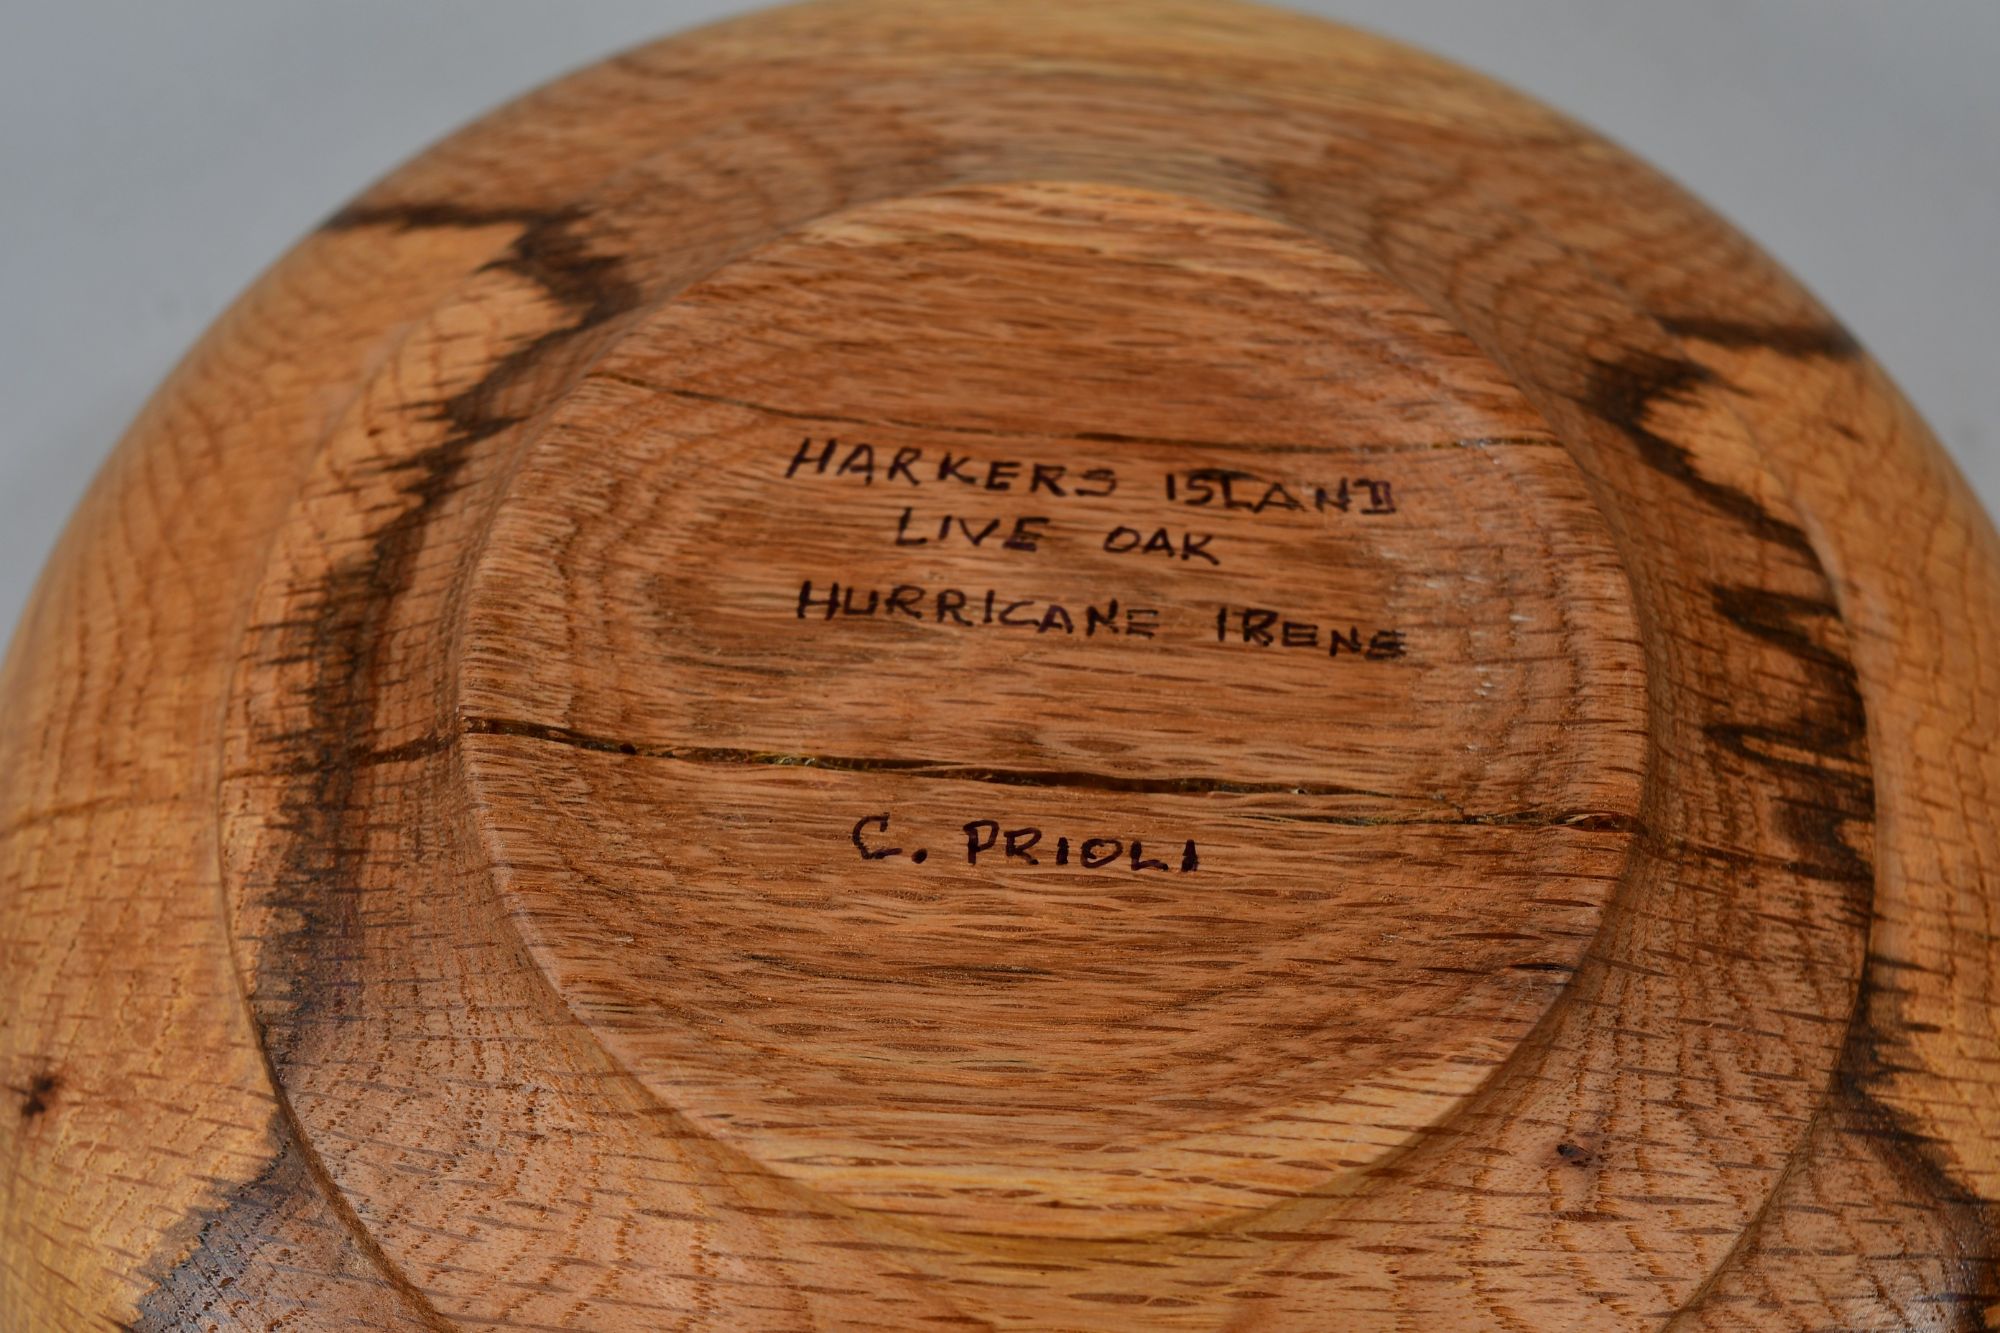 HARKERS ISLAND
LIVE OAK
HURRICANE IRENE
C. PRIOLI